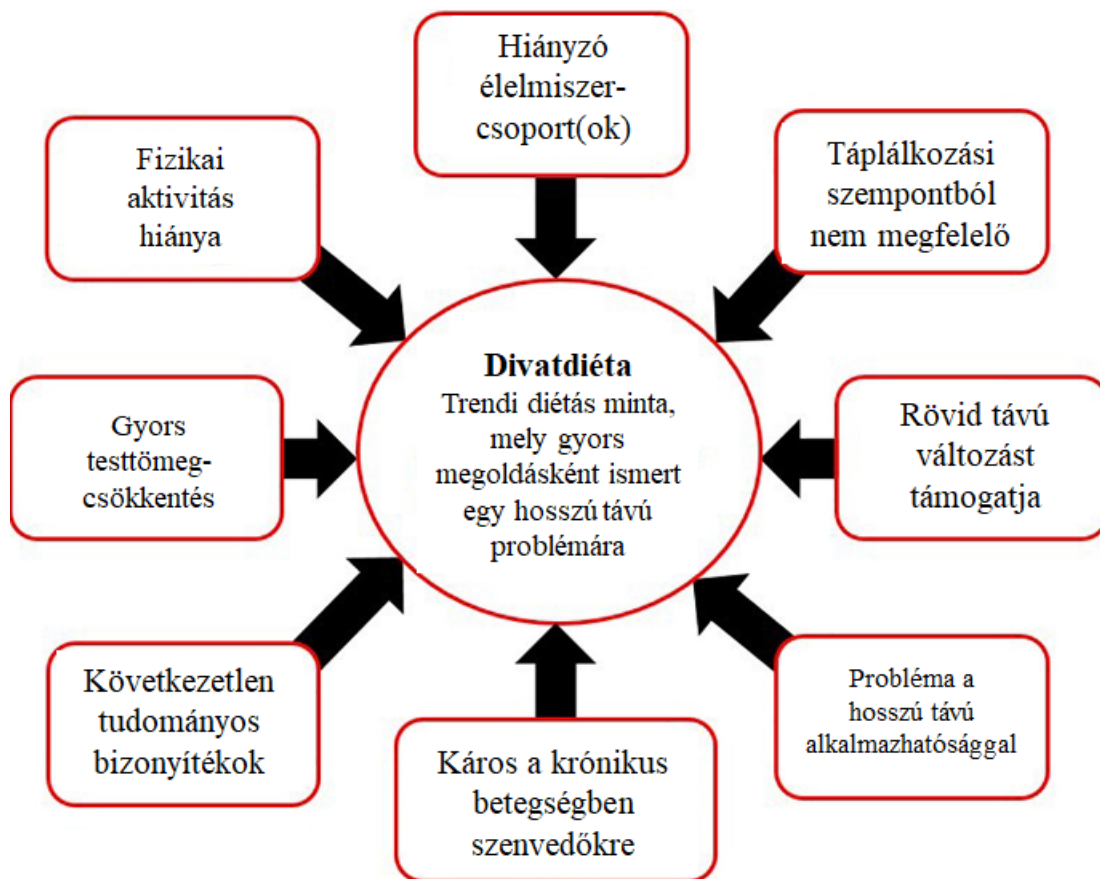 Hiányzó
élelmiszer-
csoport(ok)
Táplálkozási
szempontból
nem megfelelő
Rövid távú
változást
támogatja
Probléma a
hosszú távú
alkalmazhatósággal
Káros a krónikus
betegségben
szenvedőkre
Következetlen
tudományos
bizonyítékok
Gyors
testtömeg-
csökkentés
Fizikai
aktivitás
hiánya
Divatdiéta
Trendi diétás minta,
mely gyors
megoldásként ismert
egy hosszú távú
problémára